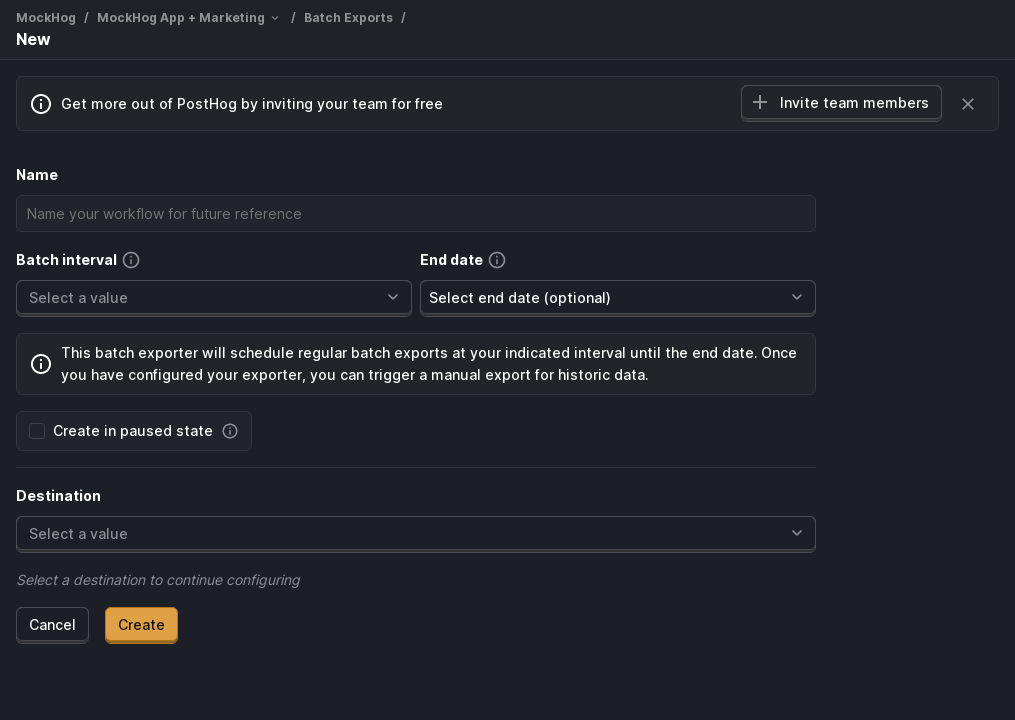 MockHog / MockHog App + Marketing / Batch Exports /
New
Get more out of PostHog by inviting your team for free
Invite team members
Name
Name your workflow for future reference
Batch interval
End date
Select a value
Select end date (optional)
This batch exporter will schedule regular batch exports at your indicated interval until the end date. Once
you have configured your exporter, you can trigger a manual export for historic data.
Create in paused state
Destination
Select a value
Select a destination to continue configuring
Cancel
Create